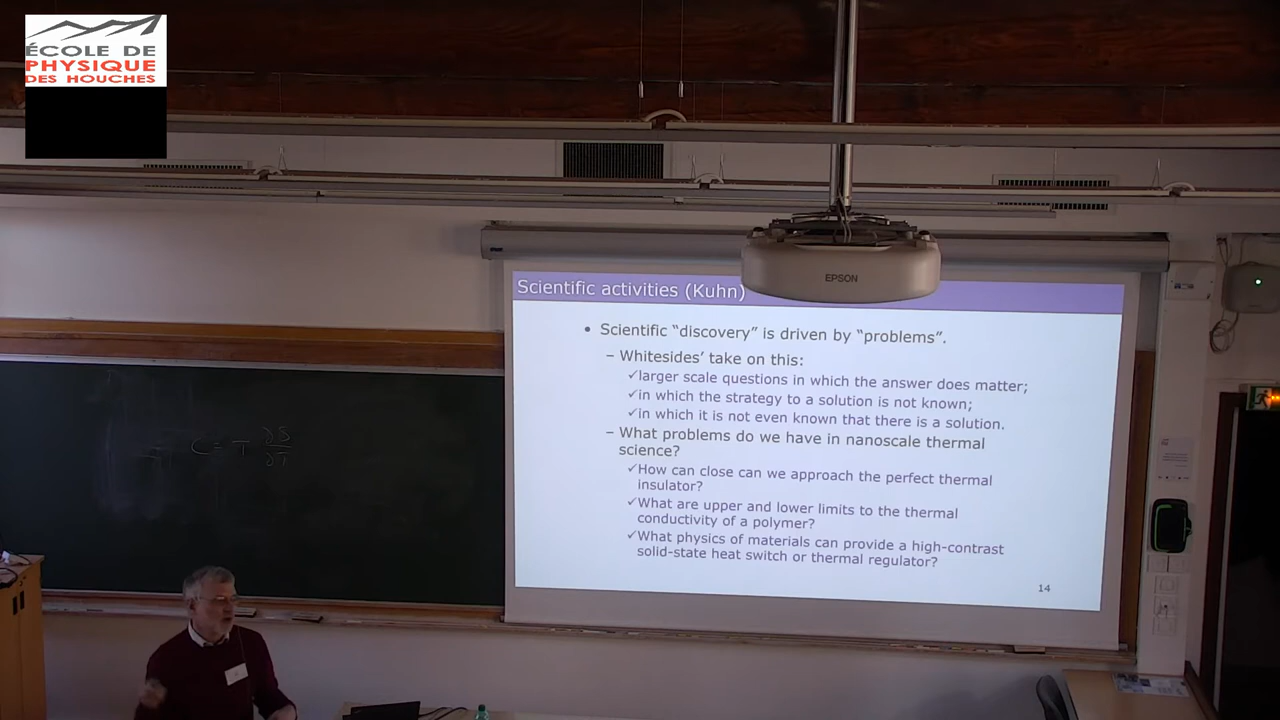 ÉCOLE DE
PHYSIQUE
DES HOUCHES
EPSON
Scientific activities (Kuhn)
• Scientific “discovery” is driven by “problems”.
– Whitesides’ take on this:
✓larger scale questions in which the answer does matter;
✓in which the strategy to a solution is not known;
✓in which it is not even known that there is a solution.
– What problems do we have in nanoscale thermal
science?
✓How can close can we approach the perfect thermal
insulator?
✓What are upper and lower limits to the thermal
conductivity of a polymer?
✓What physics of materials can provide a high-contrast
solid-state heat switch or thermal regulator?
14
C = T ∂S/∂T